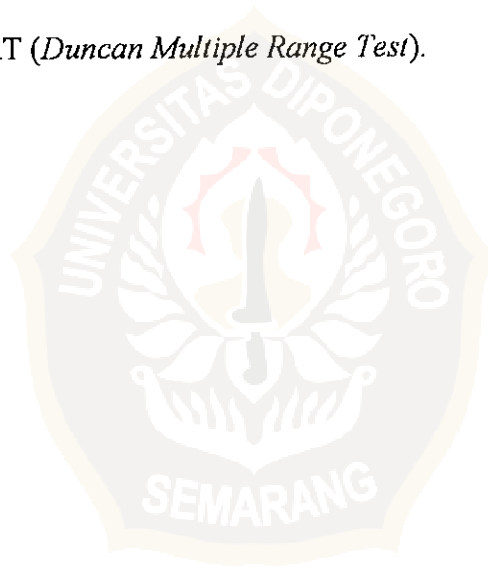 .T (Duncan Multiple Range Test).
UNIVERSITAS DIPONEGORO
SEMARANG